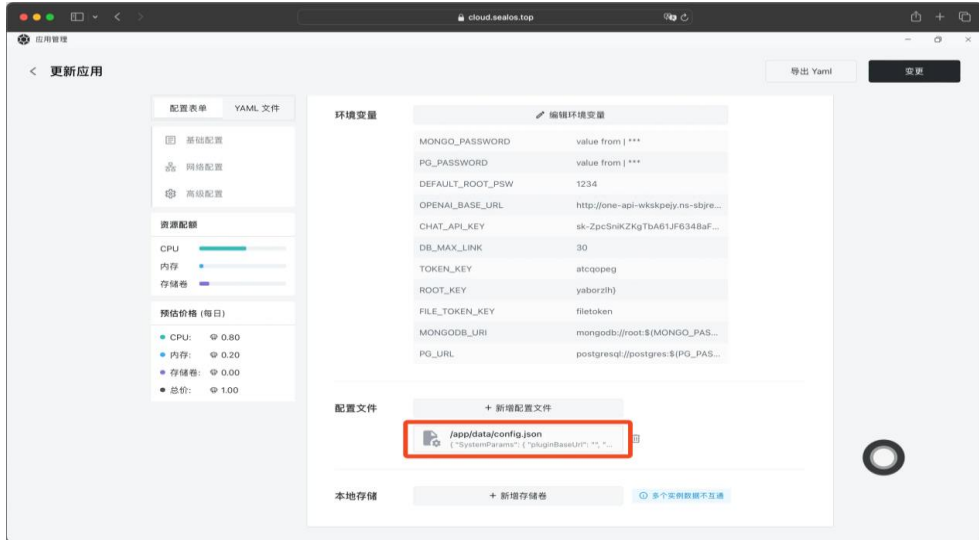 cloud.sealos.top
应用管理
更新应用
导出 Yaml
变更
配置表单
YAML 文件
基础配置
网络配置
高级配置
资源配额
CPU
内存
存储卷
预估价格 (每日)
CPU: 0.80
内存: 0.20
存储卷: 0.00
总价: 1.00
环境变量
编辑环境变量
MONGO_PASSWORD value from | ***
PG_PASSWORD value from | ***
DEFAULT_ROOT_PSW 1234
OPENAI_BASE_URL http://one-api-wkskpejy.ns-sbjre...
CHAT_API_KEY sk-ZpcSniKZKgTbA61JF6348aF...
DB_MAX_LINK 30
TOKEN_KEY atcqopeg
ROOT_KEY yaborzlh)
FILE_TOKEN_KEY filetoken
MONGODB_URI mongodb://root:$(MONGO_PAS...
PG_URL postgresql://postgres:$(PG_PAS...
配置文件
+ 新增配置文件
/app/data/config.json
{ "SystemParams": { "pluginBaseUrl": "", "...
本地存储
+ 新增存储卷
多个实例数据不互通